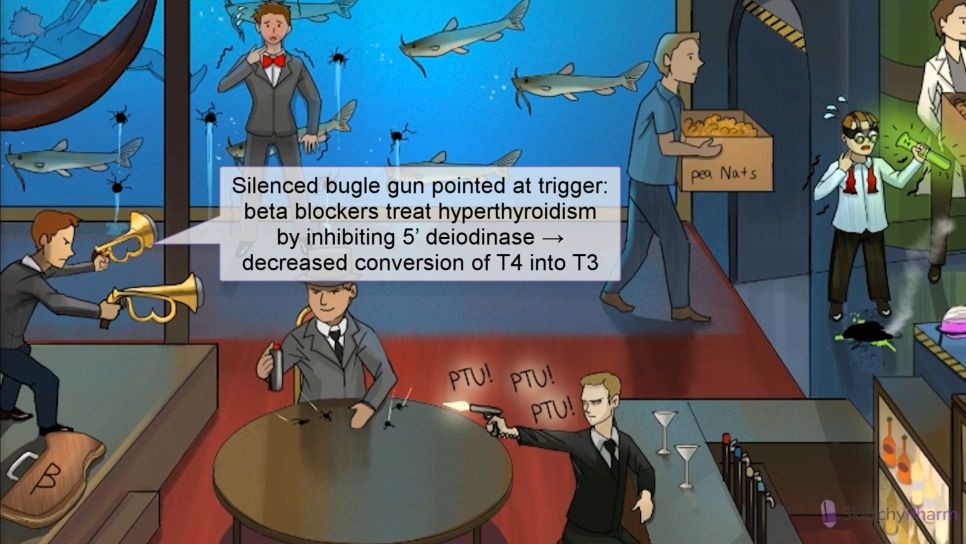 Silenced bugle gun pointed at trigger:
beta blockers treat hyperthyroidism
by inhibiting 5’ deiodinase →
decreased conversion of T4 into T3
pea Nats
PTU! PTU!
PTU!
B
SketchyPharm